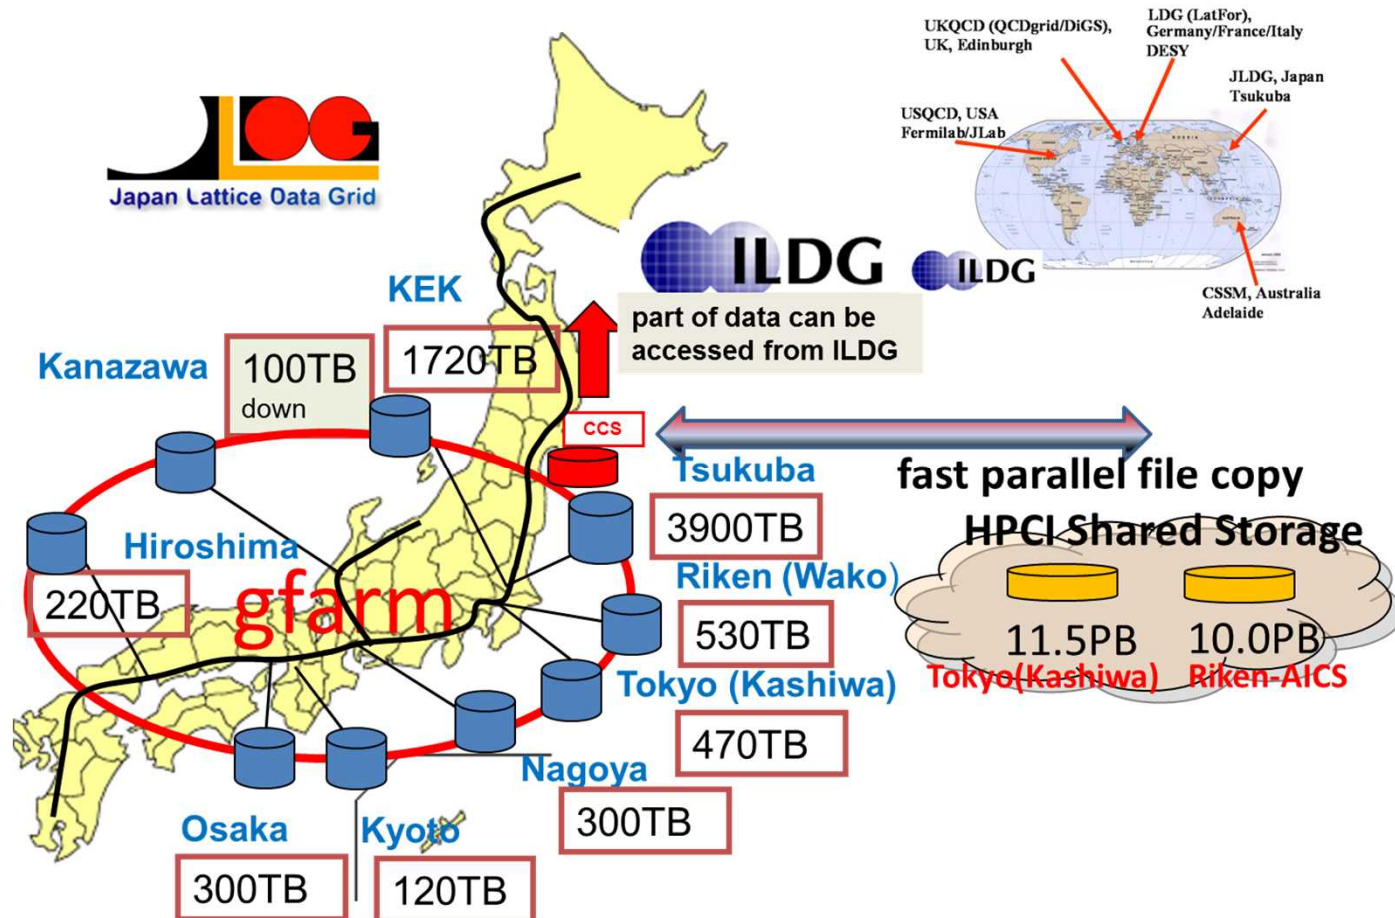 UKQCD (QCDgrid/DiGS),
UK, Edinburgh
LDG (LatFor),
Germany/France/Italy
DESY
JLDG, Japan
Tsukuba
USQCD, USA
Fermilab/JLab
CSSM, Australia
Adelaide
JLDG
Japan Lattice Data Grid
ILDG
ILDG
part of data can be
accessed from ILDG
KEK
1720TB
Kanazawa
100TB
down
CCS
Tsukuba
3900TB
fast parallel file copy
HPCI Shared Storage
11.5PB
Tokyo(Kashiwa)
10.0PB
Riken-AICS
Hiroshima
220TB
gfarm
Riken (Wako)
530TB
Tokyo (Kashiwa)
470TB
Nagoya
300TB
Osaka
300TB
Kyoto
120TB